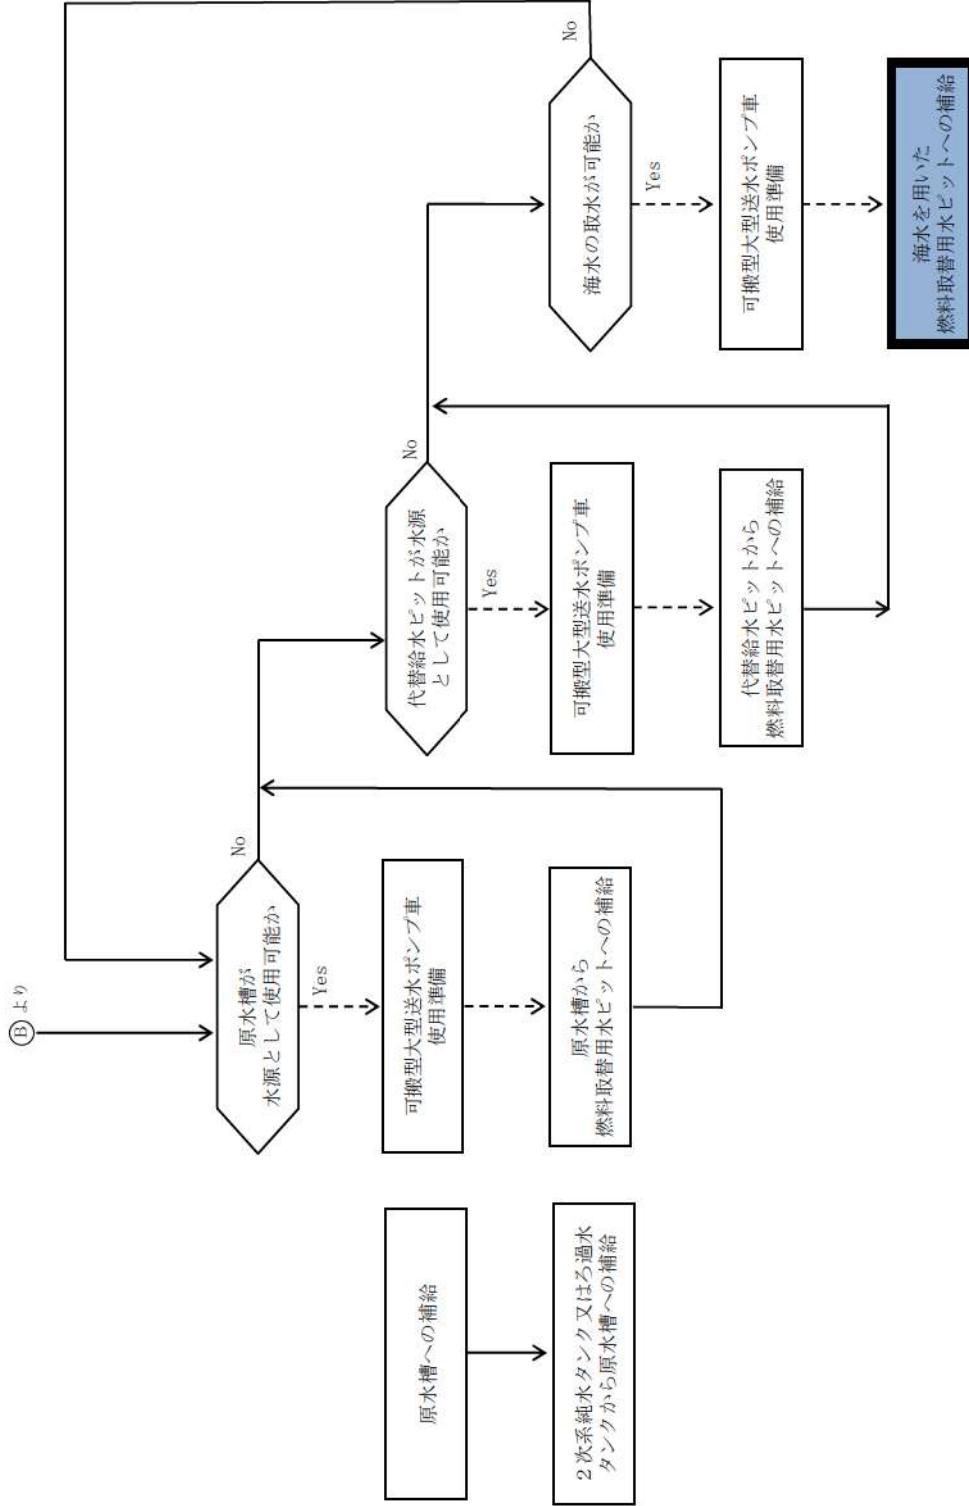 Ⓑより
原水槽が
水源として使用可能か
No
Yes
可搬型大型送水ポンプ車
使用準備
原水槽から
燃料取替用水ピットへの補給
代替給水ピットが水源
として使用可能か
No
Yes
可搬型大型送水ポンプ車
使用準備
代替給水ピットから
燃料取替用水ピットへの補給
海水の取水が可能か
No
Yes
可搬型大型送水ポンプ車
使用準備
海水を用いた
燃料取替用水ピットへの補給
原水槽への補給
2次系純水タンク又はろ過水
タンクから原水槽への補給